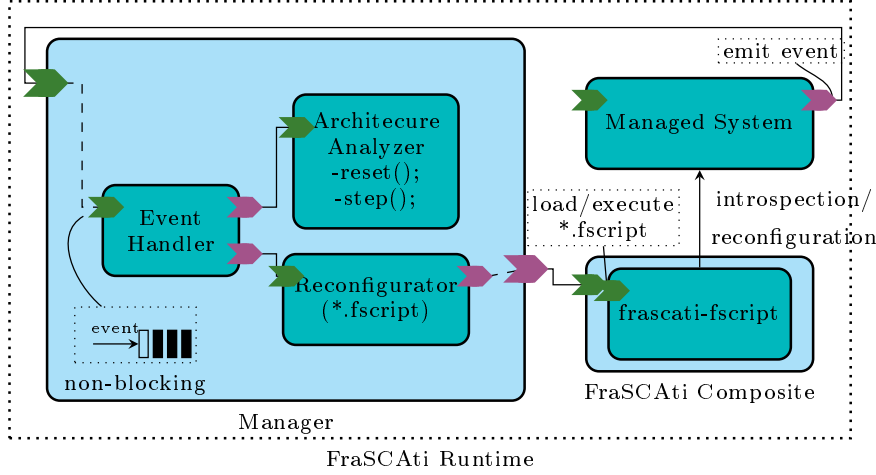 emit event
Architecure
Analyzer
-reset();
-step();
Managed System
load/execute
*.fscript
introspection/
reconfiguration
Event
Handler
Reconfigurator
(*.fscript)
frascati-fscript
event
non-blocking
FraSCAti Composite
Manager
FraSCAti Runtime